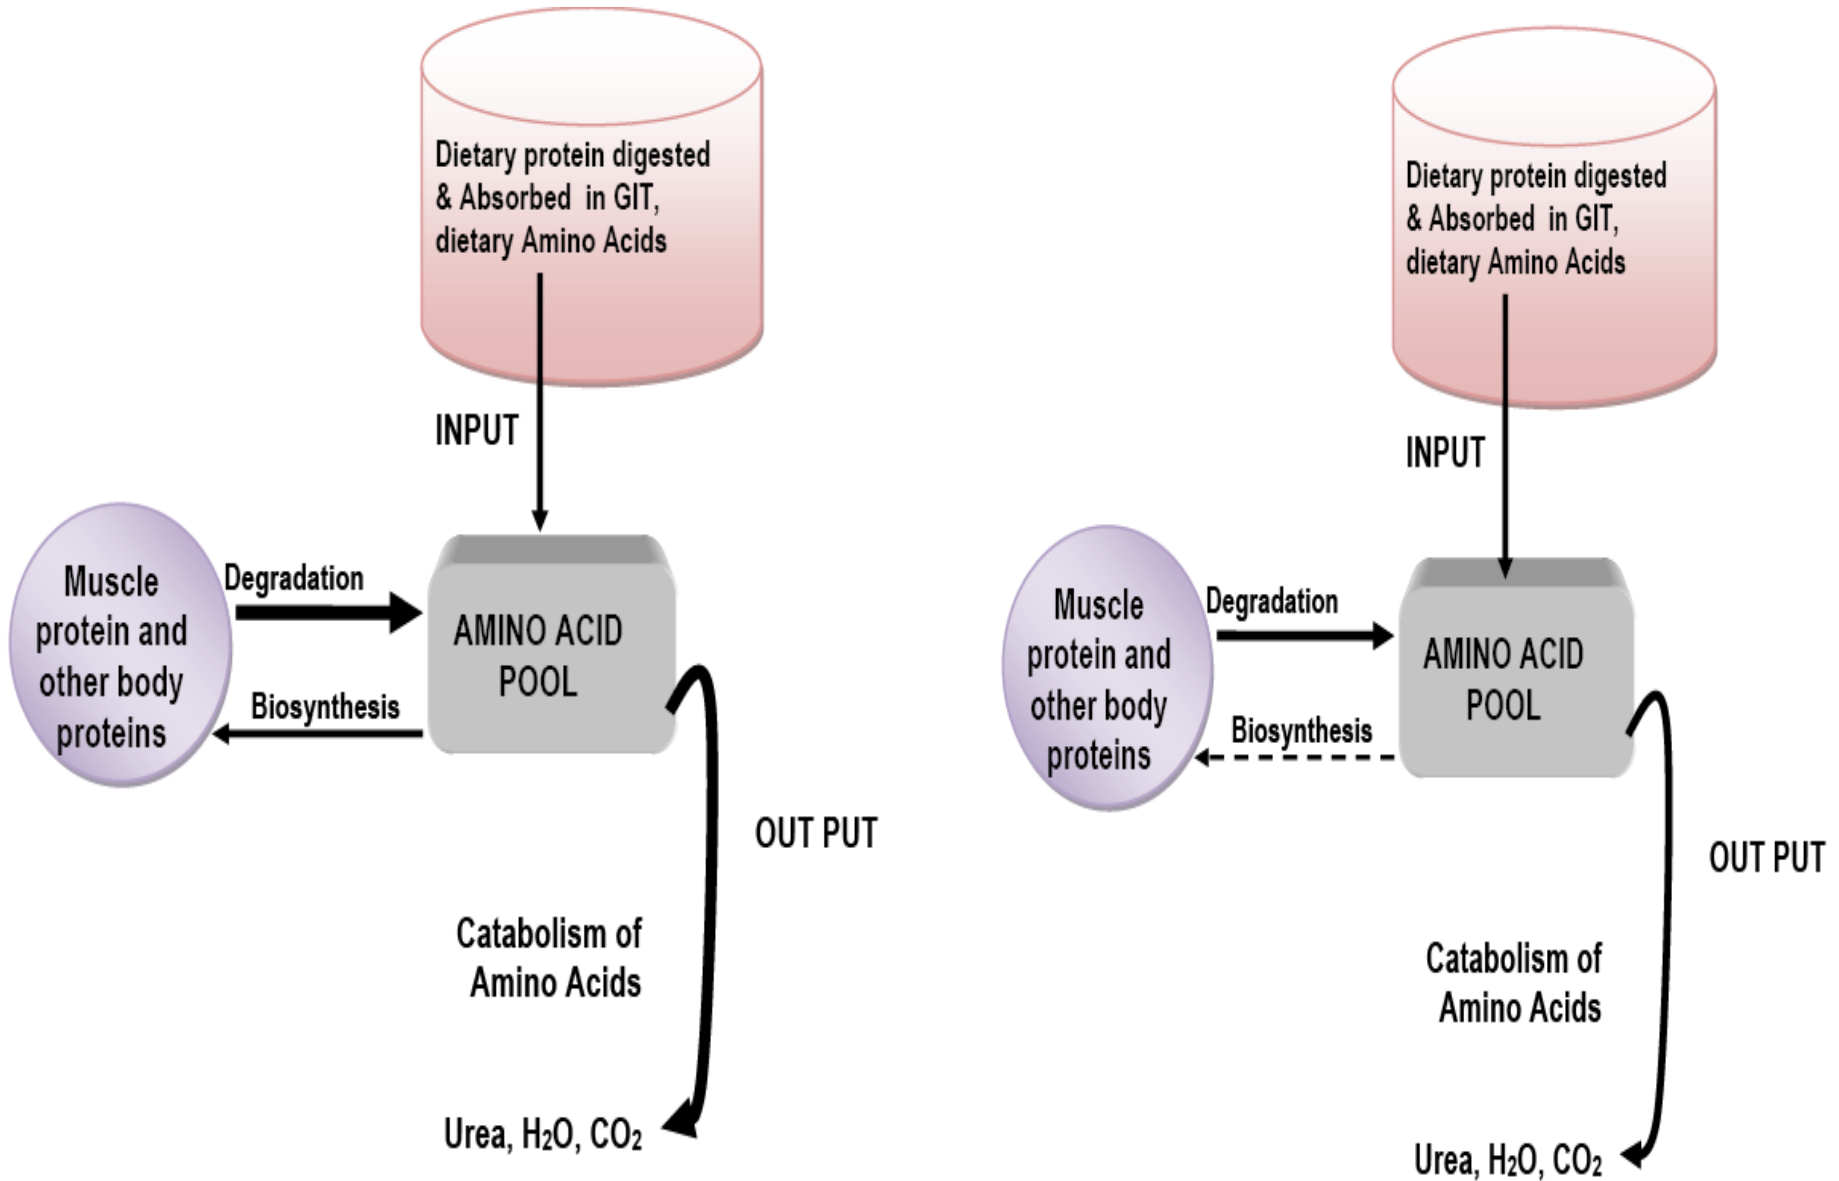 Dietary protein digested
& Absorbed in GIT,
dietary Amino Acids
INPUT
Muscle
protein and
other body
proteins
Degradation
Biosynthesis
AMINO ACID
POOL
OUT PUT
Catabolism of
Amino Acids
Urea, H₂O, CO₂
Dietary protein digested
& Absorbed in GIT,
dietary Amino Acids
INPUT
Muscle
protein and
other body
proteins
Degradation
Biosynthesis
AMINO ACID
POOL
OUT PUT
Catabolism of
Amino Acids
Urea, H₂O, CO₂